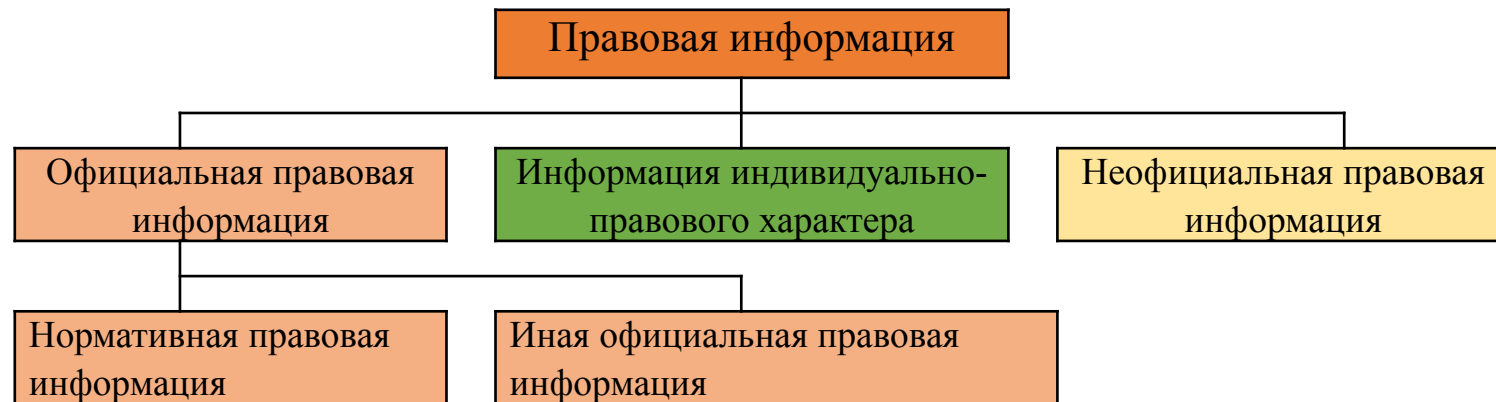 Правовая информация
Официальная правовая
информация
Информация индивидуально-
правового характера
Неофициальная правовая
информация
Нормативная правовая
информация
Иная официальная правовая
информация